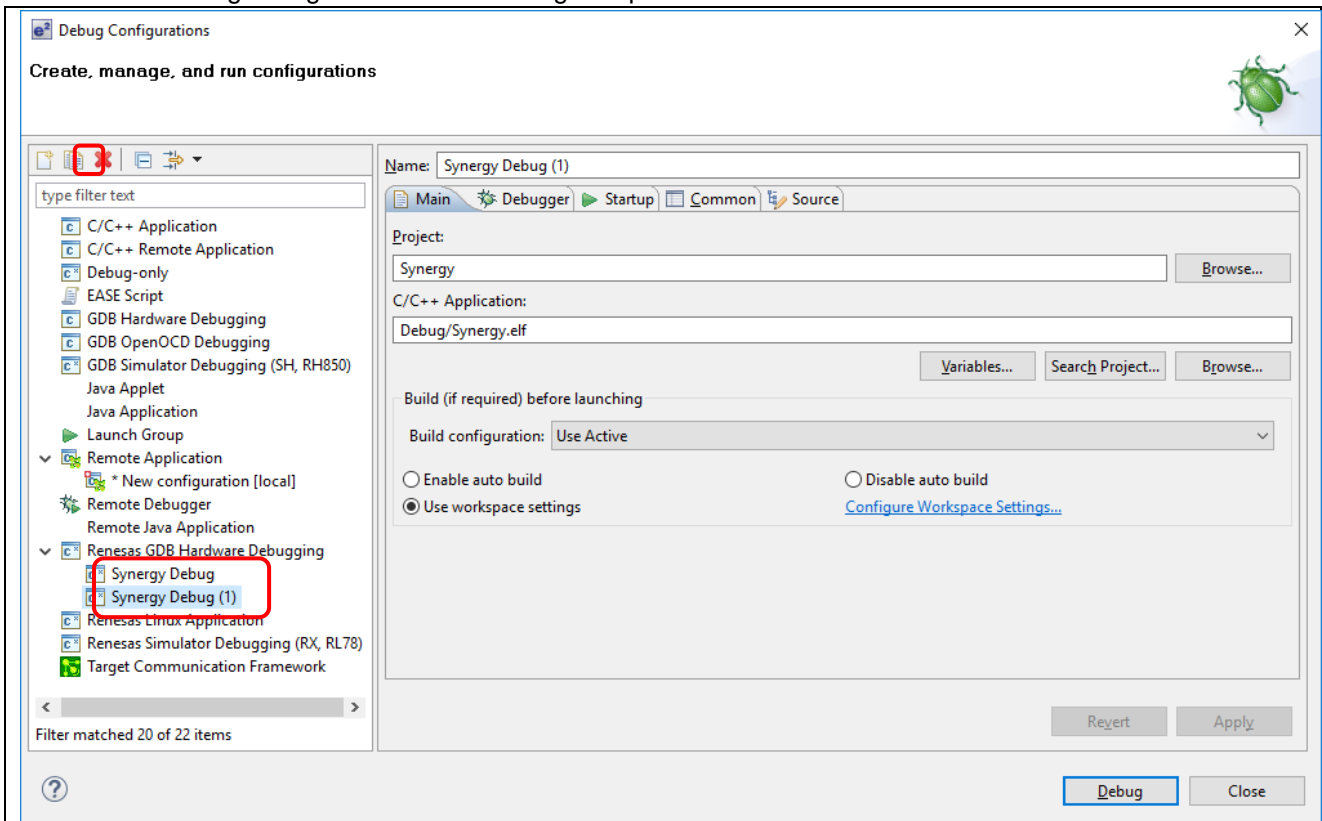 Debug Configurations
Create, manage, and run configurations
type filter text
C/C++ Application
C/C++ Remote Application
Debug-only
EASE Script
GDB Hardware Debugging
GDB OpenOCD Debugging
GDB Simulator Debugging (SH, RH850)
Java Applet
Java Application
Launch Group
Remote Application
* New configuration [local]
Remote Debugger
Remote Java Application
Renesas GDB Hardware Debugging
Synergy Debug
Synergy Debug (1)
Renesas Linux Application
Renesas Simulator Debugging (RX, RL78)
Target Communication Framework
Filter matched 20 of 22 items
Name: Synergy Debug (1)
Main Debugger Startup Common Source
Project:
Synergy Browse...
C/C++ Application:
Debug/Synergy.elf
Variables... Search Project... Browse...
Build (if required) before launching
Build configuration: Use Active
Enable auto build Disable auto build
Use workspace settings Configure Workspace Settings...
Revert Apply
Debug Close